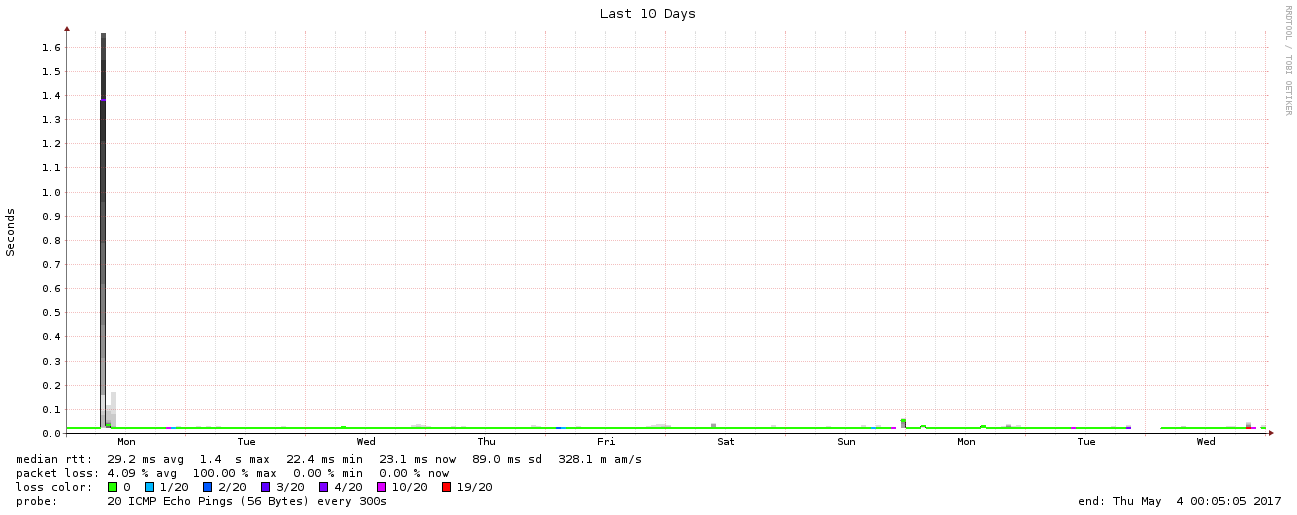 Last 10 Days
RRDTOOL / TOBI OETIKER
Seconds
1.6
1.5
1.4
1.3
1.2
1.1
1.0
0.9
0.8
0.7
0.6
0.5
0.4
0.3
0.2
0.1
0.0
Mon Tue Wed Thu Fri Sat Sun Mon Tue Wed
median rtt: 29.2 ms avg 1.4 s max 22.4 ms min 23.1 ms now 89.0 ms sd 328.1 m am/s
packet loss: 4.09 % avg 100.00 % max 0.00 % min 0.00 % now
loss color: 0 1/20 2/20 3/20 4/20 10/20 19/20
probe: 20 ICMP Echo Pings (56 Bytes) every 300s end: Thu May 4 00:05:05 2017